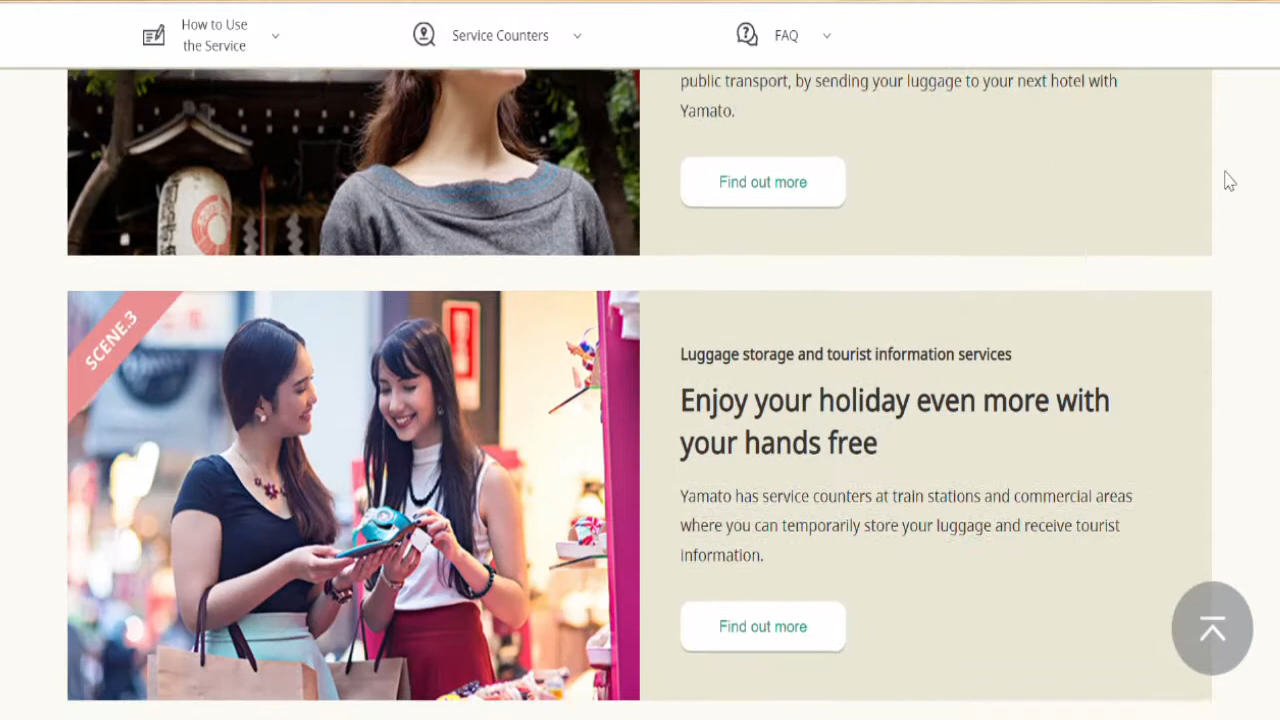 How to Use
the Service
Service Counters
FAQ
public transport, by sending your luggage to your next hotel with
Yamato.
Find out more
SCENE.3
Luggage storage and tourist information services
Enjoy your holiday even more with
your hands free
Yamato has service counters at train stations and commercial areas
where you can temporarily store your luggage and receive tourist
information.
Find out more